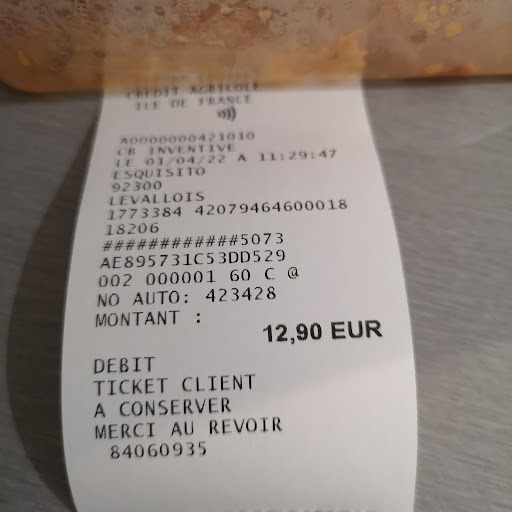 CREDIT AGRICOLE
ILE DE FRANCE
A0000000421010
CB INVENTIVE
LE 01/04/22 A 11:29:47
ESQUISITO
92300
LEVALLOIS
1773384 42079464600018
18206
############5073
AE895731C53DD529
002 000001 60 C @
NO AUTO: 423428
MONTANT :
12,90 EUR
DEBIT
TICKET CLIENT
A CONSERVER
MERCI AU REVOIR
84060935